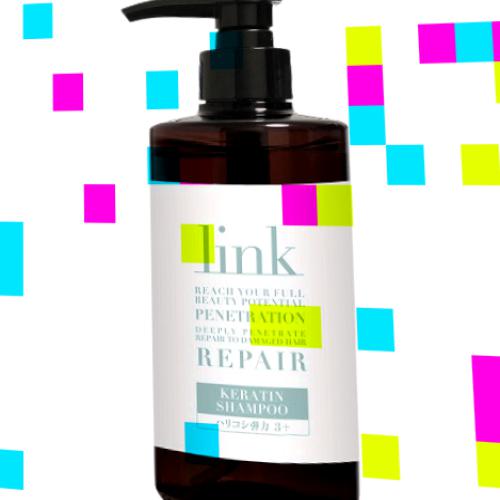 link
REACH YOUR FULL
BEAUTY POTENTIAL
PENETRATION
DEEPLY PENETRATE
REPAIR TO DAMAGED HAIR
REPAIR
KERATIN
SHAMPOO
ハリコシ弾力 3+